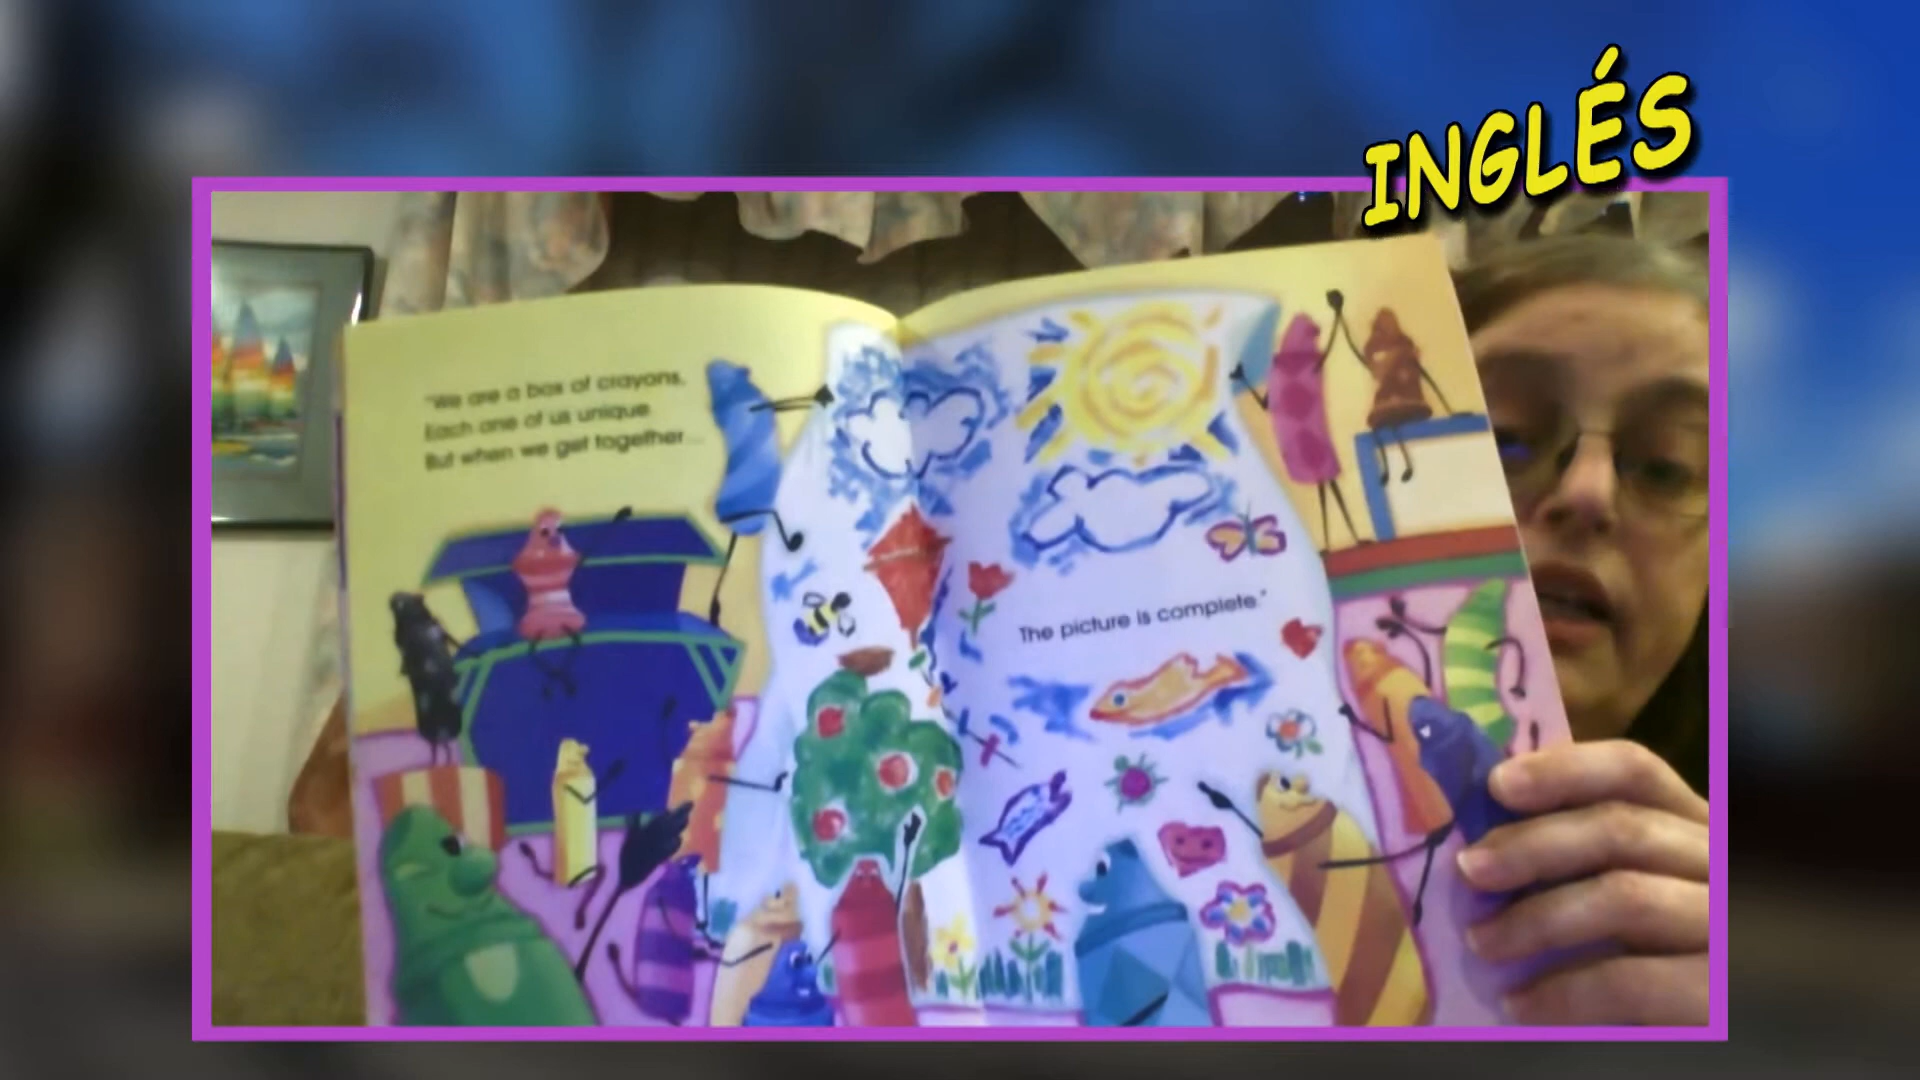 INGLÉS
"We are a box of crayons,
Each one of us unique.
But when we get together...
The picture is complete."